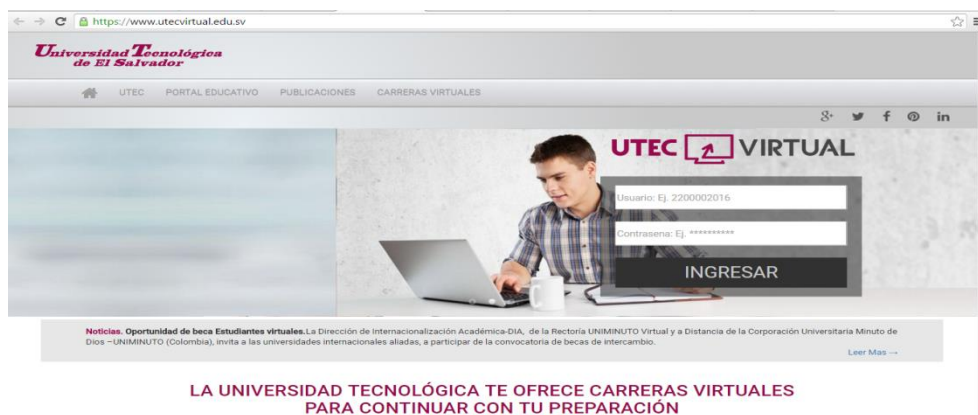 https://www.utecvirtual.edu.sv
Universidad Tecnológica
de El Salvador
UTEC PORTAL EDUCATIVO PUBLICACIONES CARRERAS VIRTUALES
UTEC VIRTUAL
Usuario: Ej. 2200002016
Contrasena: Ej. **********
INGRESAR
Noticias. Oportunidad de beca Estudiantes virtuales.La Dirección de Internacionalización Académica-DIA, de la Rectoría UNIMINUTO Virtual y a Distancia de la Corporación Universitaria Minuto de
Dios –UNIMINUTO (Colombia), invita a las universidades internacionales aliadas, a participar de la convocatoria de becas de intercambio.
Leer Mas →
LA UNIVERSIDAD TECNOLÓGICA TE OFRECE CARRERAS VIRTUALES
PARA CONTINUAR CON TU PREPARACIÓN